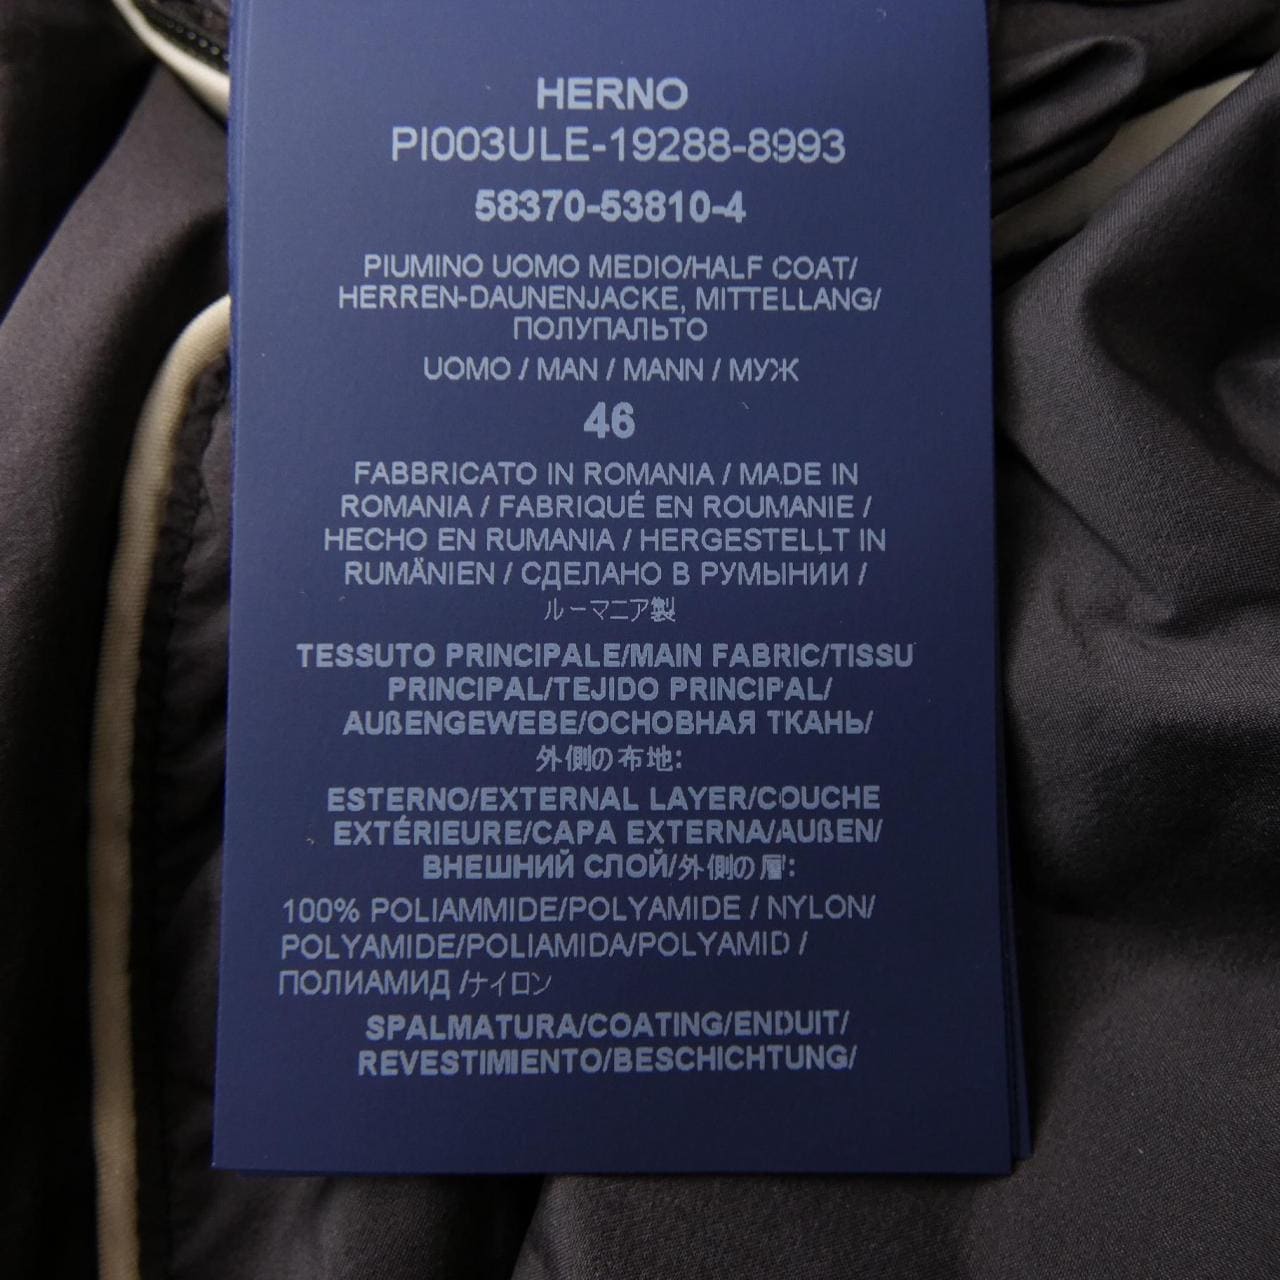 HERNO
PI003ULE-19288-8993
58370-53810-4
PIUMINO UOMO MEDIO/HALF COAT/
HERREN-DAUNENJACKE, MITTELLANG/
ПОЛУПАЛЬТО
UOMO / MAN / MANN / МУЖ
46
FABBRICATO IN ROMANIA / MADE IN
ROMANIA / FABRIQUÉ EN ROUMANIE /
HECHO EN RUMANIA / HERGESTELLT IN
RUMÄNIEN / СДЕЛАНО В РУМЫНИИ /
ルーマニア製
TESSUTO PRINCIPALE/MAIN FABRIC/TISSU
PRINCIPAL/TEJIDO PRINCIPAL/
AUßENGEWEBE/ОСНОВНАЯ ТКАНЬ/
外側の布地:
ESTERNO/EXTERNAL LAYER/COUCHE
EXTÉRIEURE/CAPA EXTERNA/AUßEN/
ВНЕШНИЙ СЛОЙ/外側の層:
100% POLIAMMIDE/POLYAMIDE / NYLON/
POLYAMIDE/POLIAMIDA/POLYAMID /
ПОЛИАМИД /ナイロン
SPALMATURA/COATING/ENDUIT/
REVESTIMIENTO/BESCHICHTUNG/